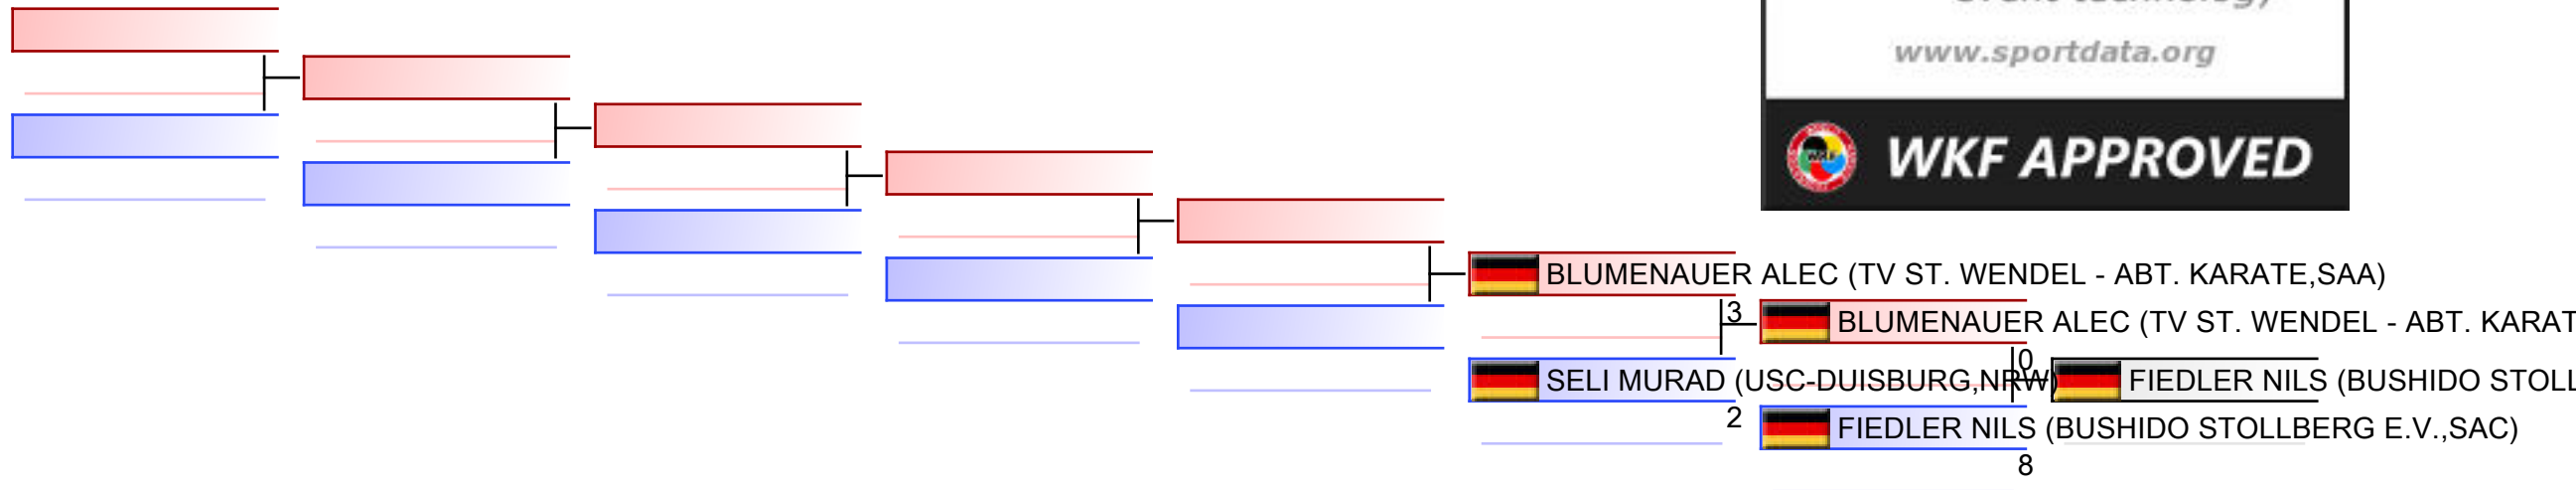 www.sportdata.org
WKF APPROVED
BLUMENAUER ALEC (TV ST. WENDEL - ABT. KARATE,SAA)
3
BLUMENAUER ALEC (TV ST. WENDEL - ABT. KARAT
0
SELI MURAD (USC-DUISBURG,NRW)
FIEDLER NILS (BUSHIDO STOLL
2
FIEDLER NILS (BUSHIDO STOLLBERG E.V.,SAC)
8